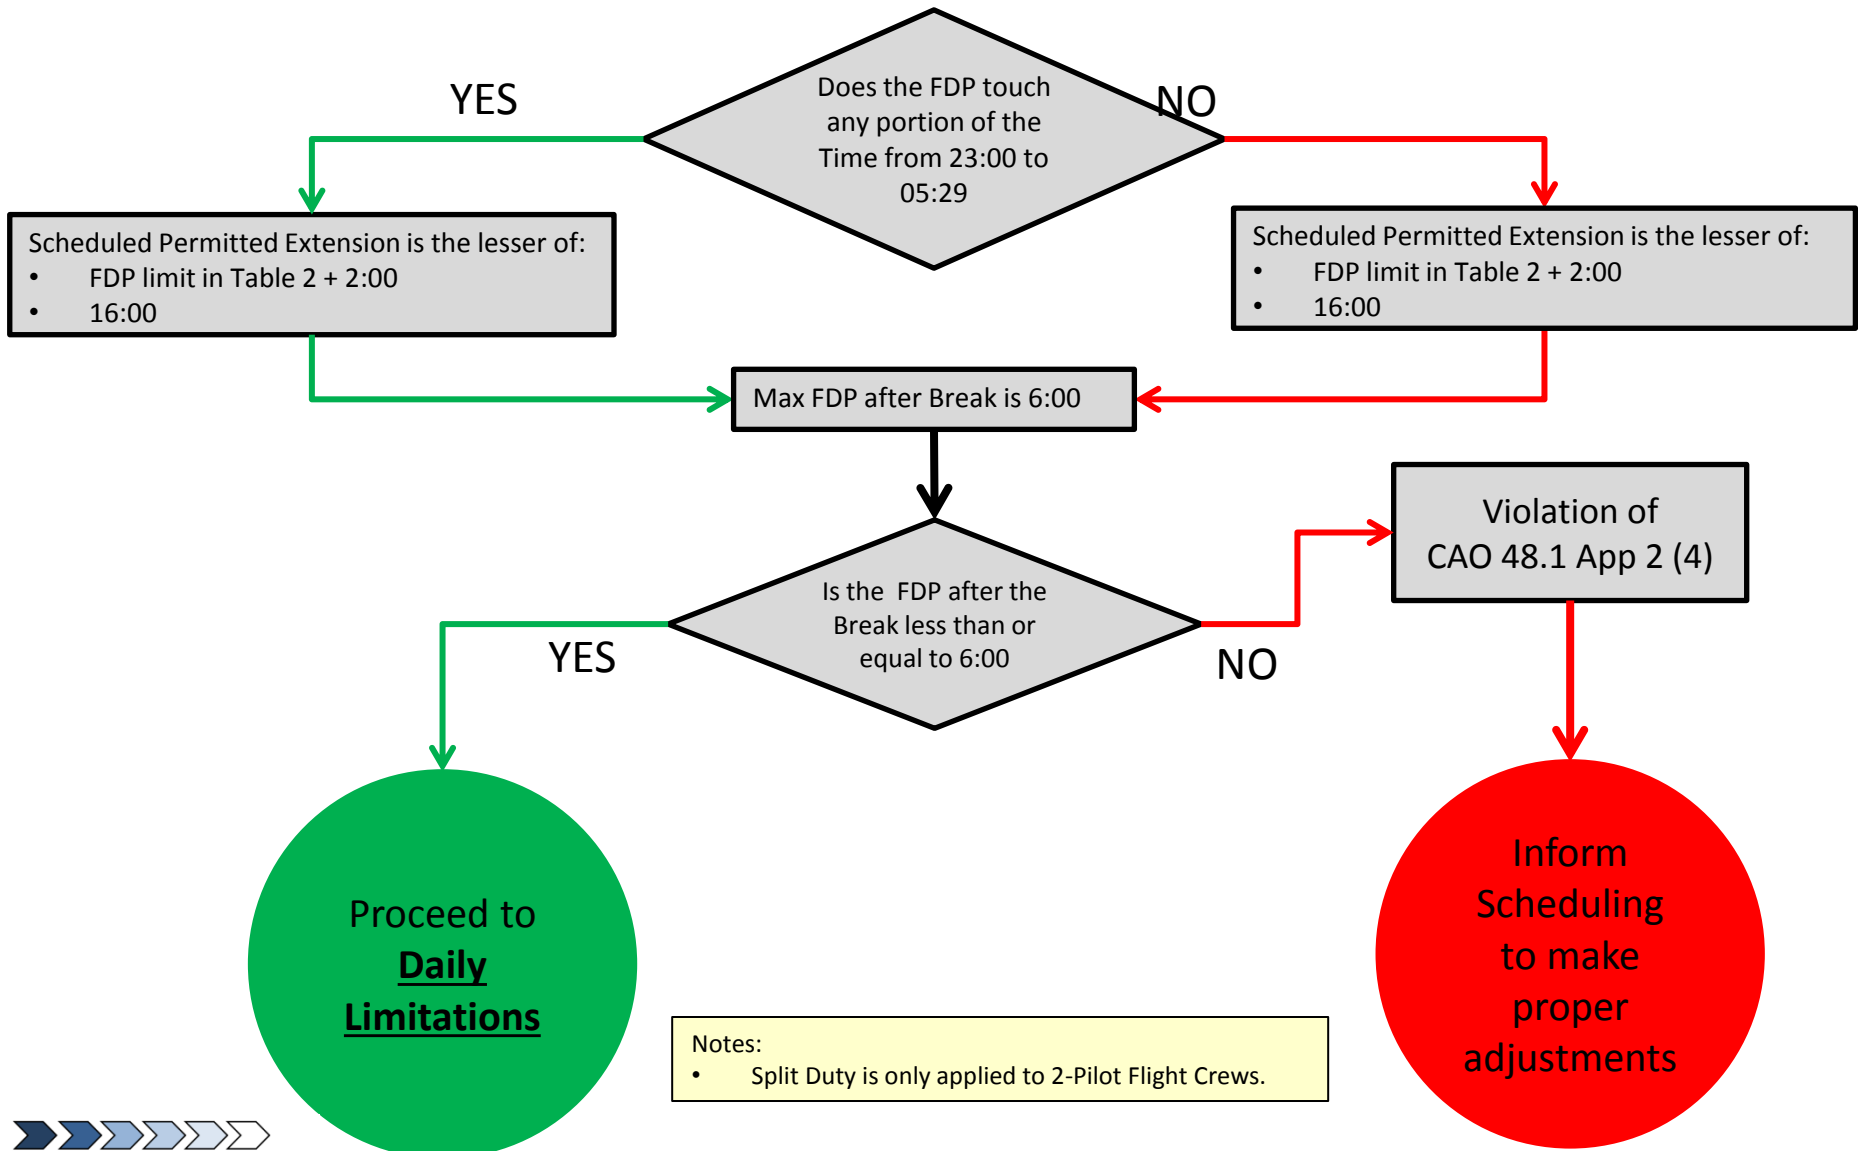 Does the FDP touch
any portion of the
Time from 23:00 to
05:29
YES
NO
Scheduled Permitted Extension is the lesser of:
• FDP limit in Table 2 + 2:00
• 16:00
Scheduled Permitted Extension is the lesser of:
• FDP limit in Table 2 + 2:00
• 16:00
Max FDP after Break is 6:00
Is the FDP after the
Break less than or
equal to 6:00
YES
NO
Violation of
CAO 48.1 App 2 (4)
Proceed to
Daily
Limitations
Inform
Scheduling
to make
proper
adjustments
Notes:
• Split Duty is only applied to 2-Pilot Flight Crews.